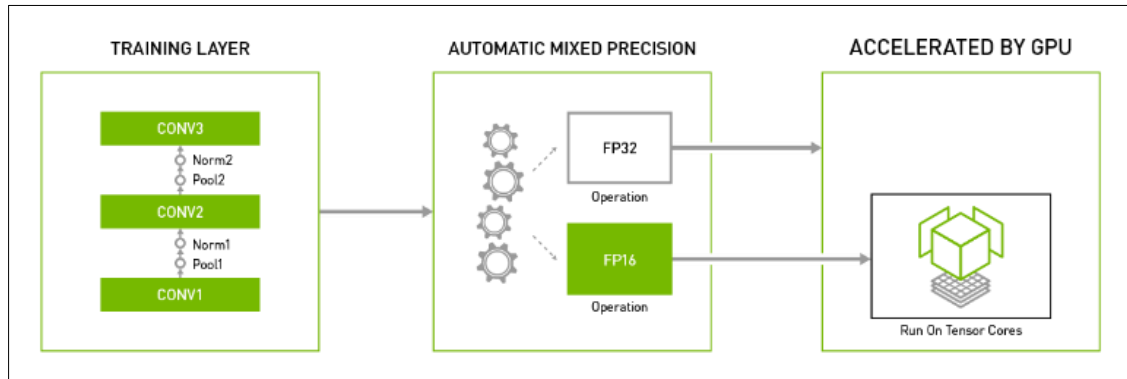 TRAINING LAYER
CONV3
Norm2
Pool2
CONV2
Norm1
Pool1
CONV1
AUTOMATIC MIXED PRECISION
FP32
Operation
FP16
Operation
ACCELERATED BY GPU
Run On Tensor Cores